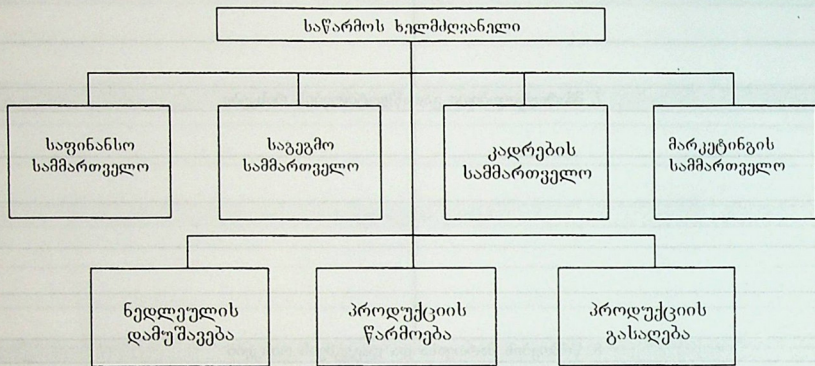 საწარმოს ხელმძღვანელი
საფინანსო
სამმართველო
საგეგმო
სამმართველო
კადრების
სამმართველო
მარკეტინგის
სამმართველო
ნედლეულის
დამუშავება
პროდუქციის
წარმოება
პროდუქციის
გასაღება